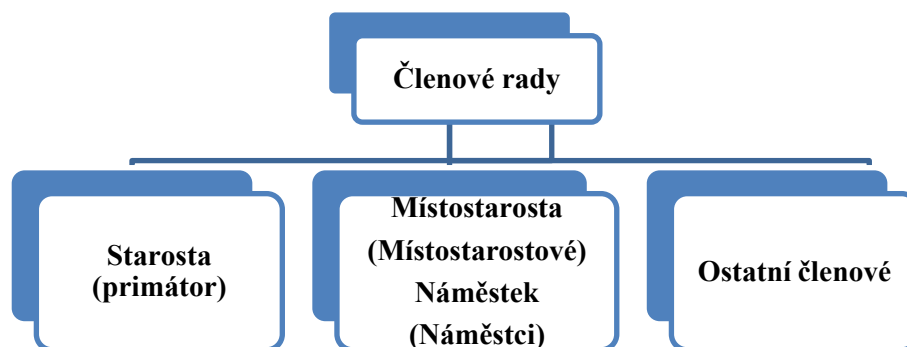 Členové rady
Starosta
(primátor)
Místostarosta
(Místostarostové)
Náměstek
(Náměstci)
Ostatní členové